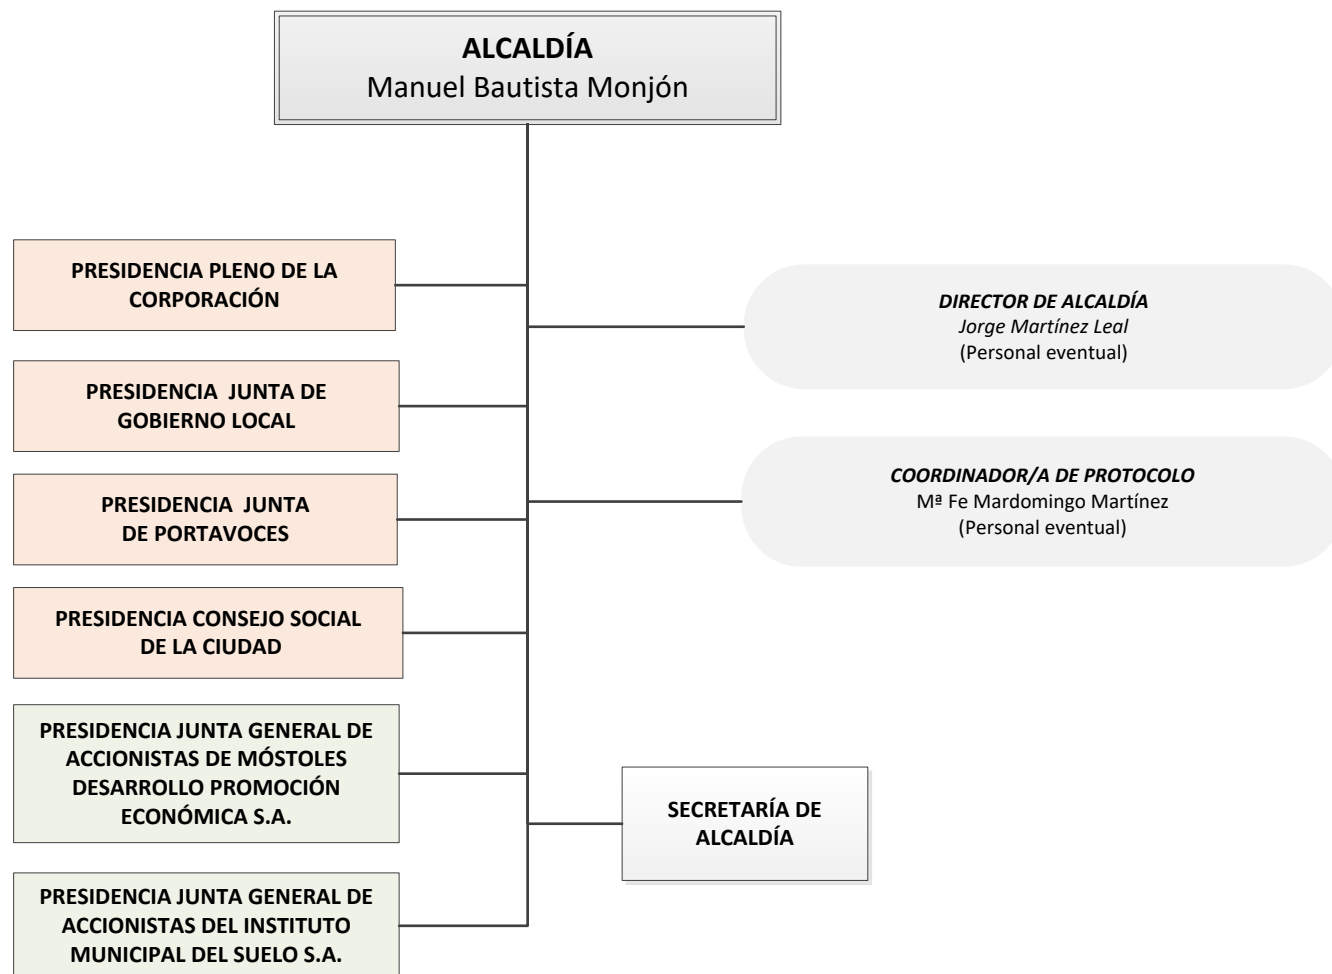 ALCALDÍA
Manuel Bautista Monjón
PRESIDENCIA PLENO DE LA
CORPORACIÓN
PRESIDENCIA JUNTA DE
GOBIERNO LOCAL
PRESIDENCIA JUNTA
DE PORTAVOCES
PRESIDENCIA CONSEJO SOCIAL
DE LA CIUDAD
PRESIDENCIA JUNTA GENERAL DE
ACCIONISTAS DE MÓSTOLES
DESARROLLO PROMOCIÓN
ECONÓMICA S.A.
PRESIDENCIA JUNTA GENERAL DE
ACCIONISTAS DEL INSTITUTO
MUNICIPAL DEL SUELO S.A.
DIRECTOR DE ALCALDÍA
Jorge Martínez Leal
(Personal eventual)
COORDINADOR/A DE PROTOCOLO
Mª Fe Mardomingo Martínez
(Personal eventual)
SECRETARÍA DE
ALCALDÍA